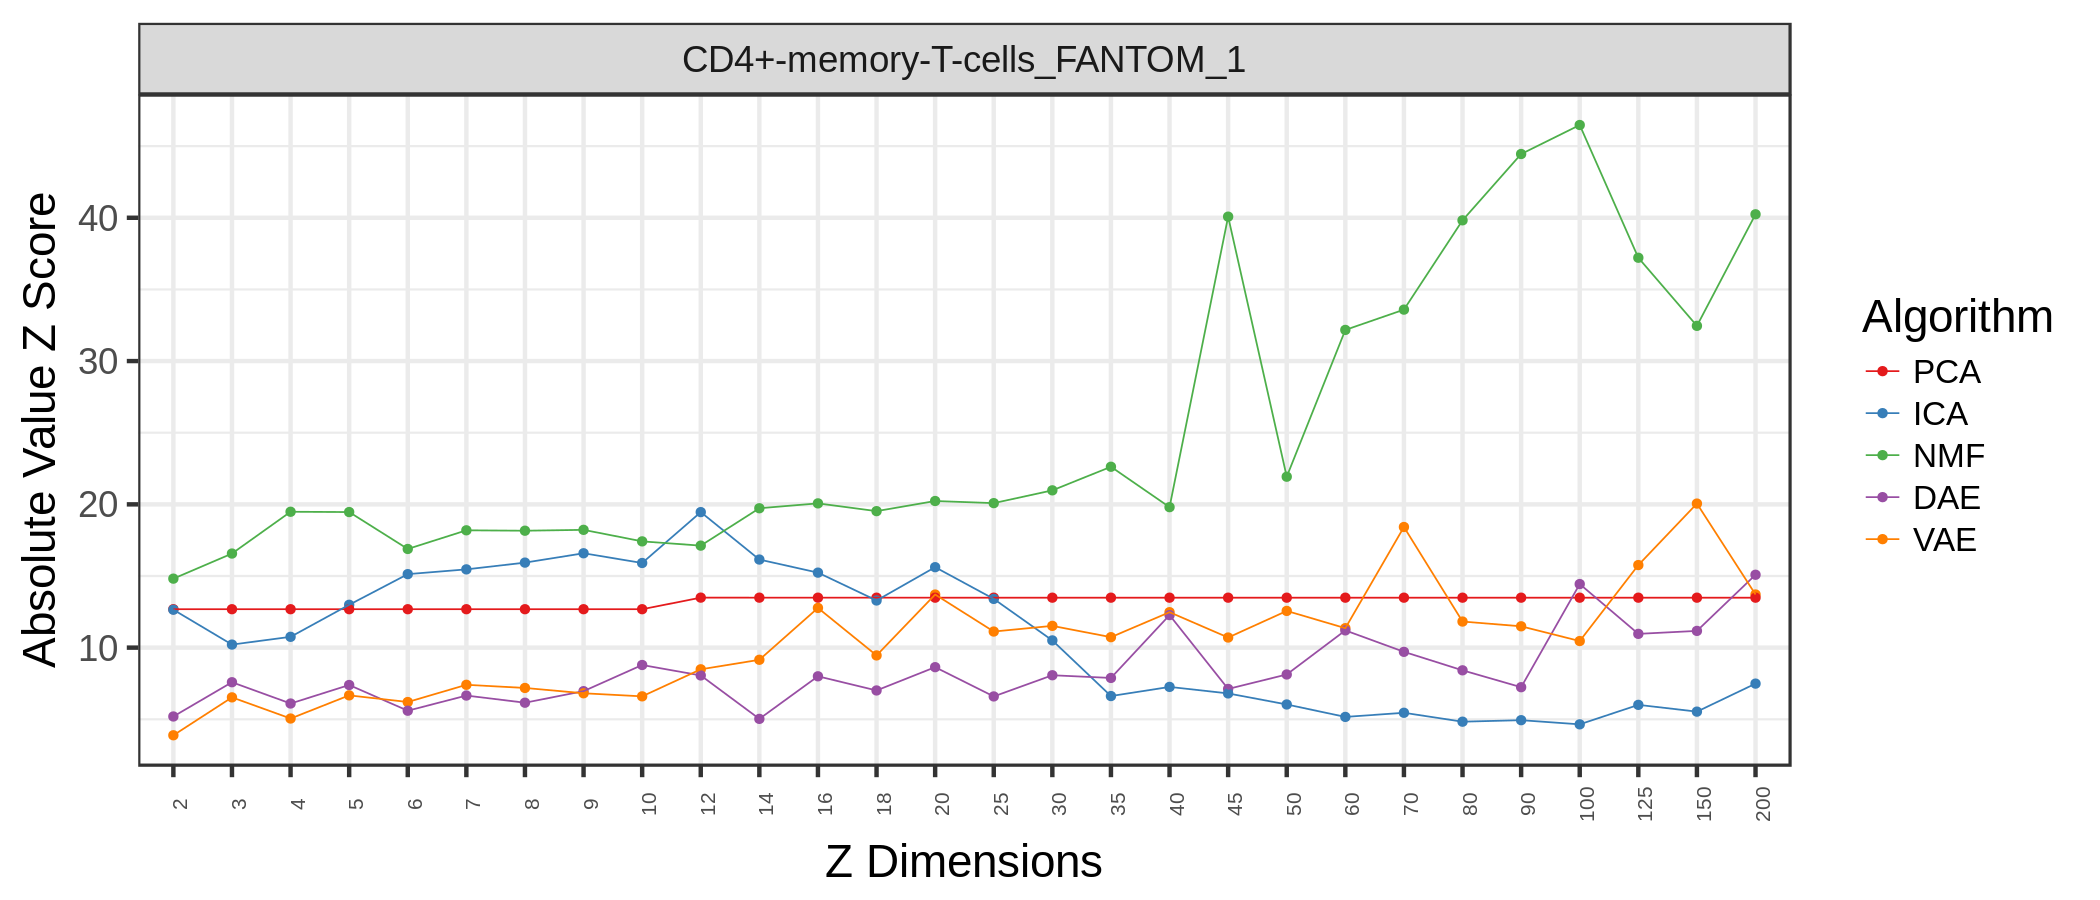 CD4+-memory-T-cells_FANTOM_1
Absolute Value Z Score
40
30
20
10
2 3 4 5 6 7 8 9 10 12 14 16 18 20 25 30 35 40 45 50 60 70 80 90 100 125 150 200
Z Dimensions
Algorithm
PCA
ICA
NMF
DAE
VAE